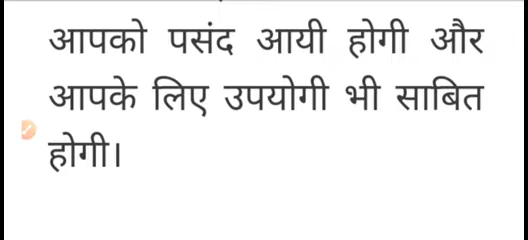 आपको पसंद आयी होगी और
आपके लिए उपयोगी भी साबित
होगी।